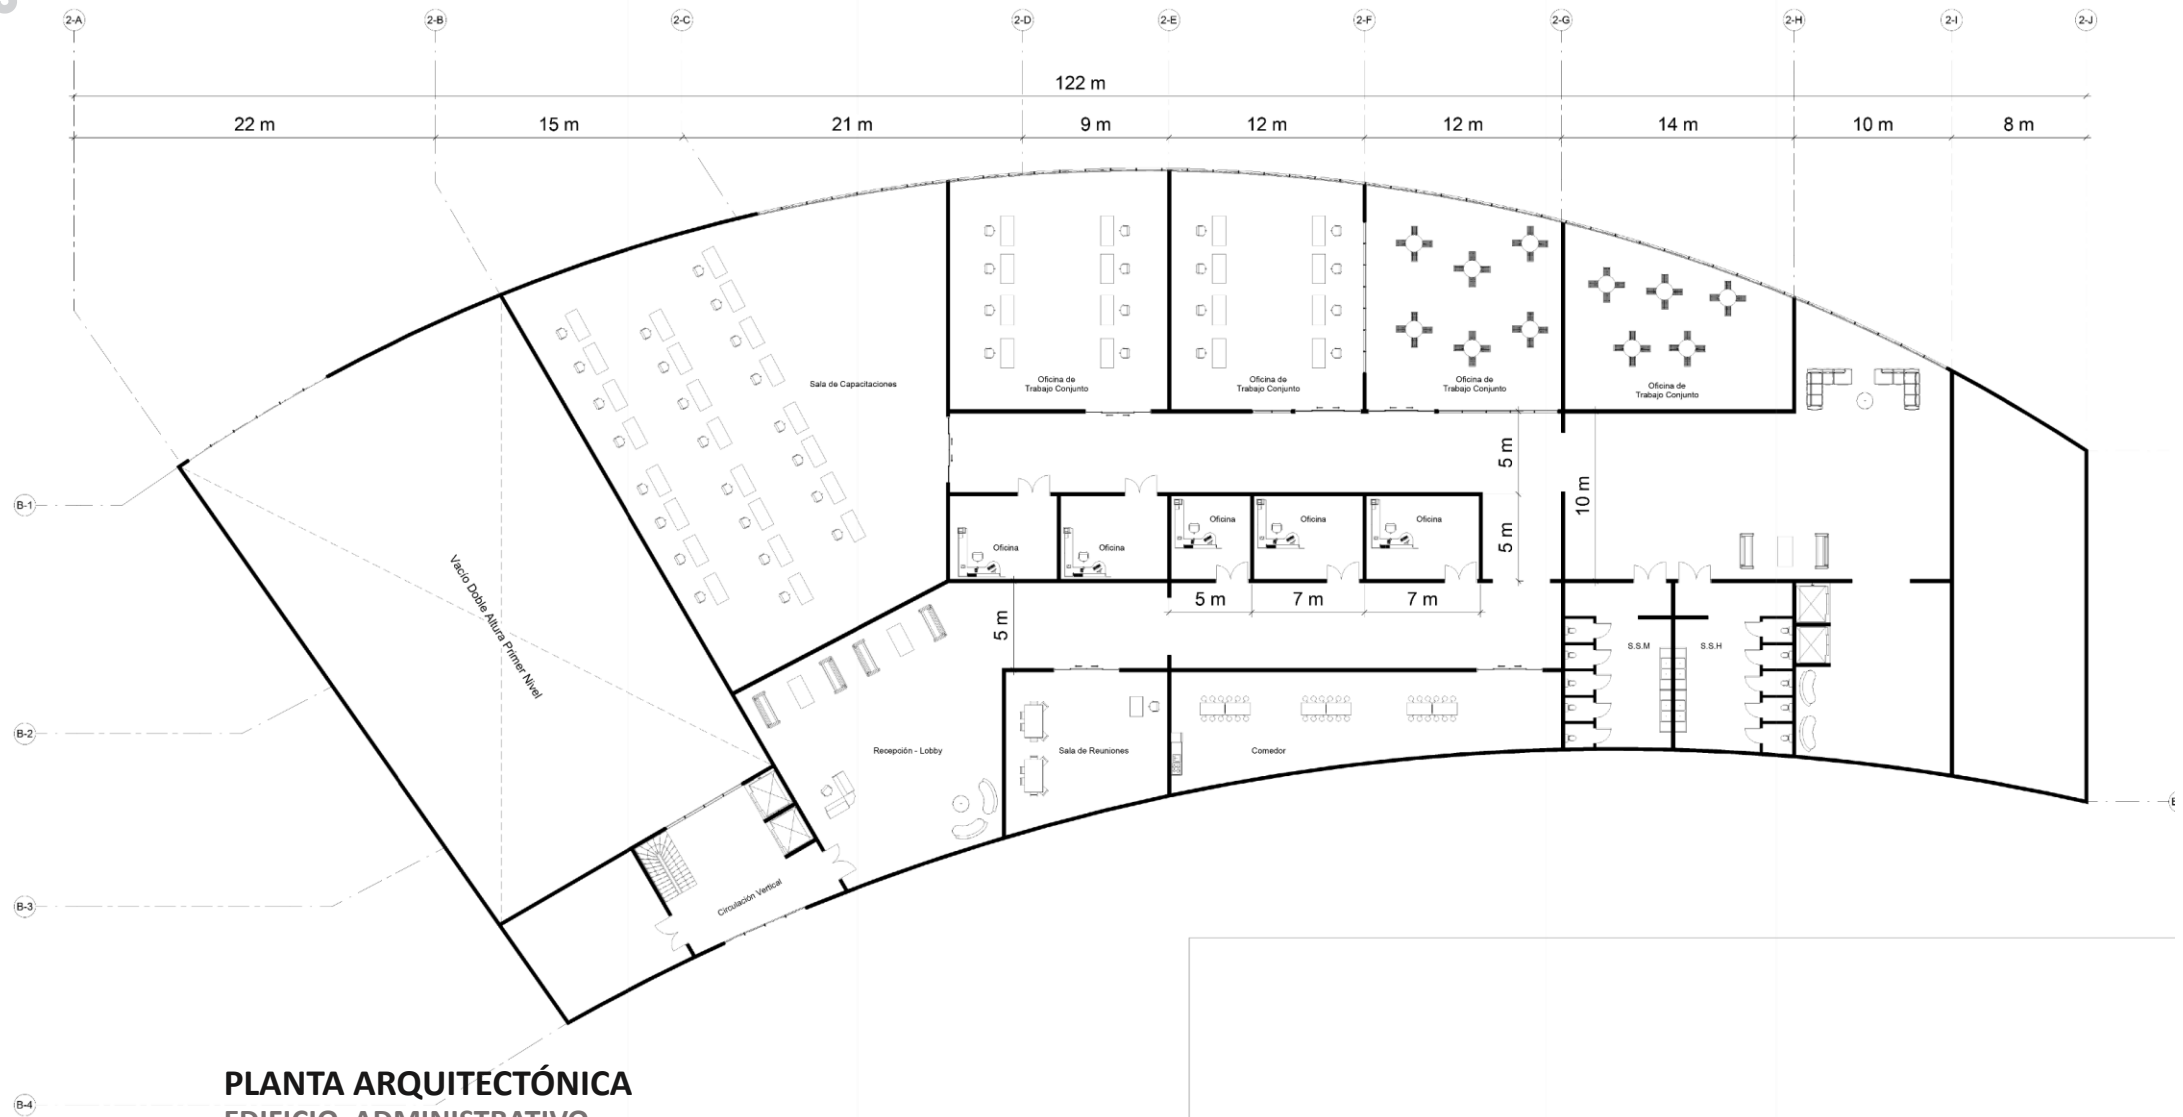 2-A 2-B 2-C 2-D 2-E 2-F 2-G 2-H 2-I 2-J
122 m
22 m 15 m 21 m 9 m 12 m 12 m 14 m 10 m 8 m
Sala de Capacitaciones
Oficina de
Trabajo Conjunto
Oficina de
Trabajo Conjunto
Oficina de
Trabajo Conjunto
Oficina de
Trabajo Conjunto
5 m
10 m
5 m
B-1
Oficina
Oficina
Oficina
Oficina
Oficina
Vacío Doble Altura Primer Nivel
5 m 7 m 7 m
5 m
S.S.M
S.S.H
B-2
Recepción - Lobby
Sala de Reuniones
Comedor
Circulación Vertical
B-3
PLANTA ARQUITECTÓNICA
EDIFICIO ADMINISTRATIVO
B-4